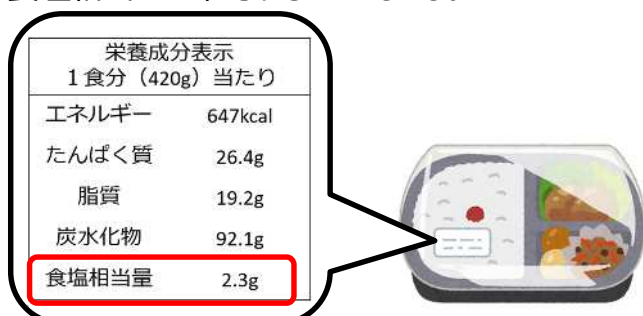 栄養成分表示
1食分（420g）当たり
エネルギー 647kcal
たんぱく質 26.4g
脂質 19.2g
炭水化物 92.1g
食塩相当量 2.3g